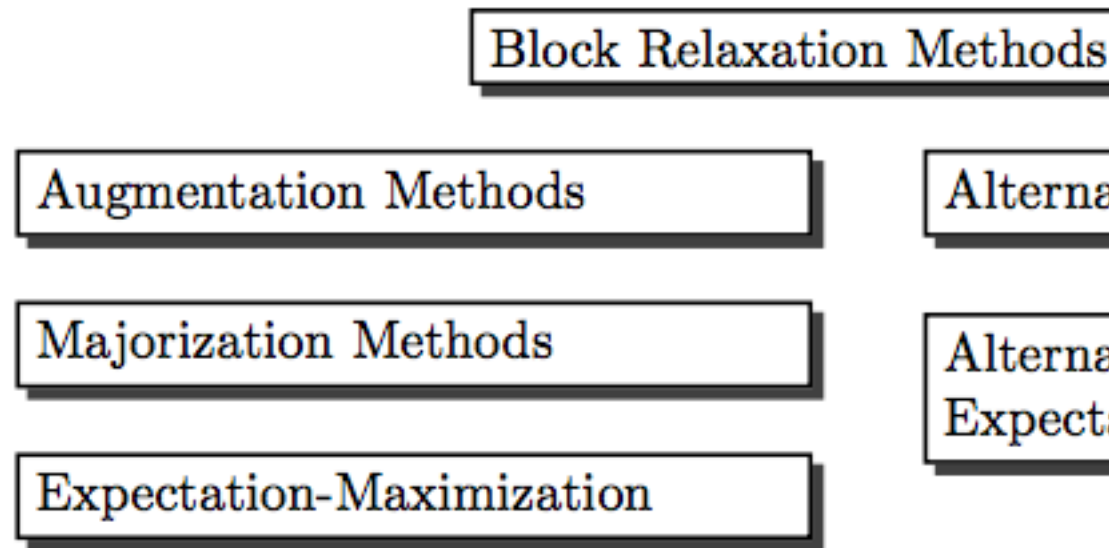 Block Relaxation Methods
Augmentation Methods
Majorization Methods
Expectation-Maximization